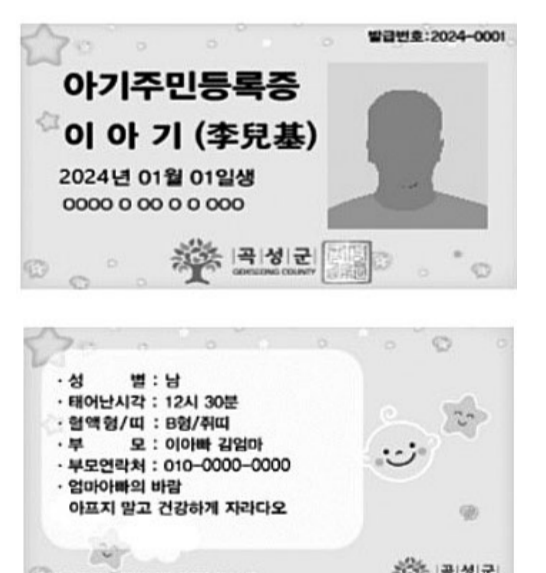 발급번호:2024-0001
아기주민등록증
이 아 기 (李兒基)
2024년 01월 01일생
0000 0 00 0 0 000
곡성군
GOKSEONG COUNTY
· 성 별 : 남
· 태어난시각 : 12시 30분
· 혈액형/띠 : B형/쥐띠
· 부 모 : 이아빠 김엄마
· 부모연락처 : 010-0000-0000
· 엄마아빠의 바람
아프지 말고 건강하게 자라다오
곡성군